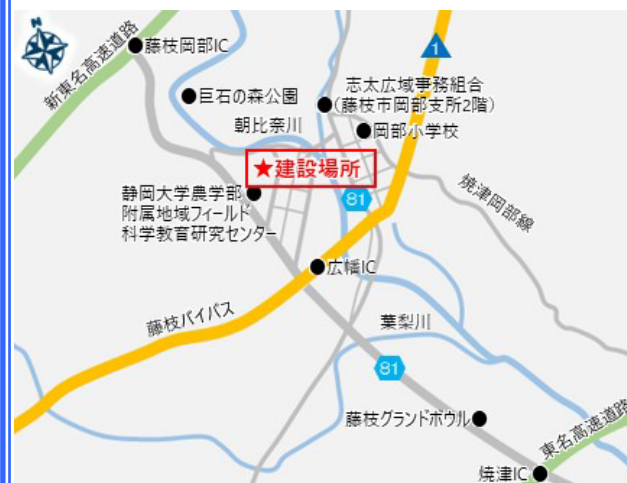 新東名高速道路
藤枝岡部IC
1
巨石の森公園
志太広域事務組合
(藤枝市岡部支所2階)
朝比奈川
岡部小学校
★建設場所
静岡大学農学部
附属地域フィールド
科学教育研究センター
81
焼津岡部線
広幡IC
藤枝バイパス
葉梨川
81
藤枝グランドボウル
東名高速道路
焼津IC